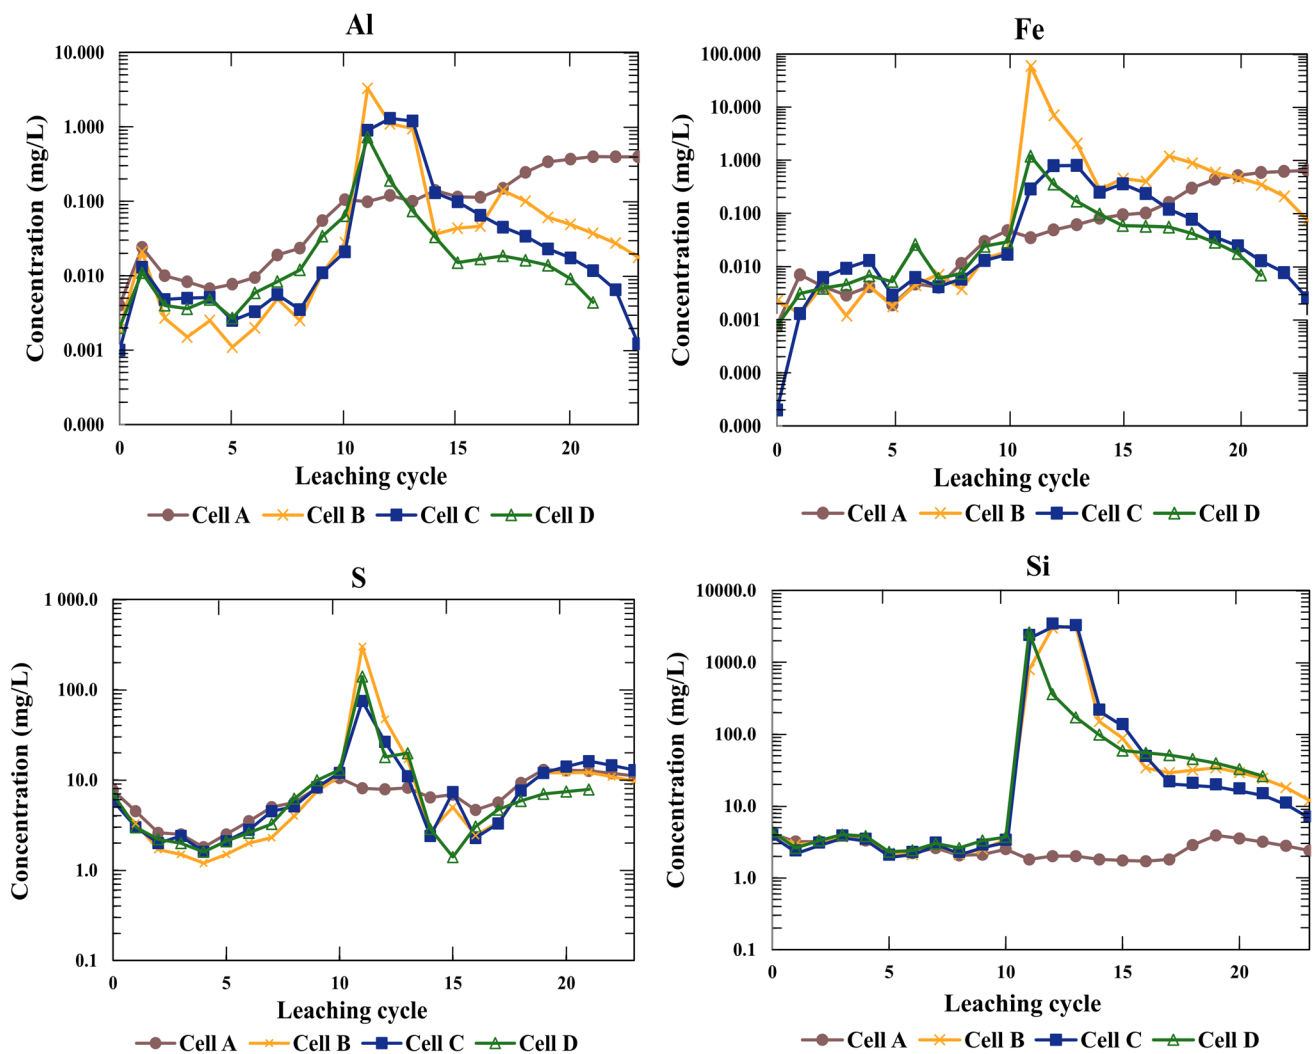 Al
10.000
1.000
0.100
0.010
0.001
0.000
Concentration (mg/L)
0 5 10 15 20
Leaching cycle
Cell A Cell B Cell C Cell D
Fe
100.000
10.000
1.000
0.100
0.010
0.001
0.000
0.000
Concentration (mg/L)
0 5 10 15 20
Leaching cycle
Cell A Cell B Cell C Cell D
S
1 000.0
100.0
10.0
1.0
0.1
Concentration (mg/L)
0 5 10 15 20
Leaching cycle
Cell A Cell B Cell C Cell D
Si
10000.0
1000.0
100.0
10.0
1.0
0.1
Concentration (mg/L)
0 5 10 15 20
Leaching cycle
Cell A Cell B Cell C Cell D